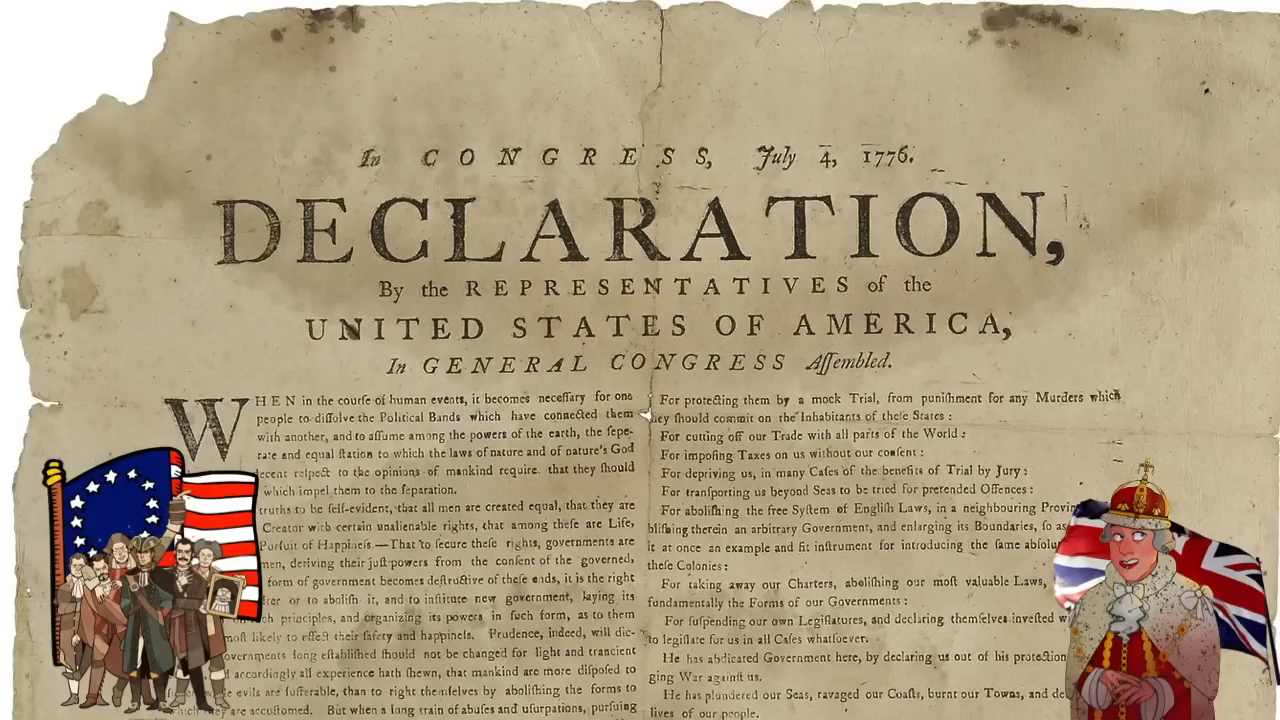 In CONGRESS, July 4, 1776.
DECLARATION,
By the REPRESENTATIVES of the
UNITED STATES OF AMERICA,
In GENERAL CONGRESS Aſſembled.
WHEN in the courſe of human events, it becomes neceſſary for one
people to diſſolve the Political Bands which have connected them
with another, and to aſſume among the powers of the earth, the ſepe-
rate and equal ſtation to which the laws of nature and of nature's God
decent reſpect to the opinions of mankind require that they ſhould
which impel them to the ſeparation.
truths to be ſelf-evident, that all men are created equal, that they are
Creator with certain unalienable rights, that among theſe are Life,
Purſuit of Happineſs.—That to ſecure theſe rights, governments are
men, deriving their juſt powers from the conſent of the governed,
form of government becomes deſtructive of theſe ends, it is the right
or to aboliſh it, and to inſtitute new government, laying its
principles, and organizing its powers in ſuch form, as to them
moſt likely to effect their ſafety and happineſs. Prudence, indeed, will dic-
governments long eſtabliſhed ſhould not be changed for light and trancient
accordingly all experience hath ſhewn, that mankind are more diſpoſed to
evils are ſufferable, than to right themſelves by aboliſhing the forms to
which they are accuſtomed. But when a long train of abuſes and uſurpations, purſuing
For protecting them by a mock Trial, from puniſhment for any Murders which
they ſhould commit on the Inhabitants of theſe States :
For cutting off our Trade with all parts of the World :
For impoſing Taxes on us without our conſent :
For depriving us, in many Caſes of the benefits of Trial by Jury :
For tranſporting us beyond Seas to be tried for pretended Offences :
For aboliſhing the free Syſtem of Engliſh Laws, in a neighbouring
bliſhing therein an arbitrary Government, and enlarging its Boundaries, ſo as
it at once an example and fit inſtrument for introducing the ſame
theſe Colonies :
For taking away our Charters, aboliſhing our moſt valuable Laws,
fundamentally the Forms of our Governments :
For ſuſpending our own Legiſlatures, and declaring themſelves inveſted
to legiſlate for us in all Caſes whatſoever.
He has abdicated Government here, by declaring us out of his protection
ging War againſt us.
He has plundered our Seas, ravaged our Coaſts, burnt our Towns, and
lives of our people.